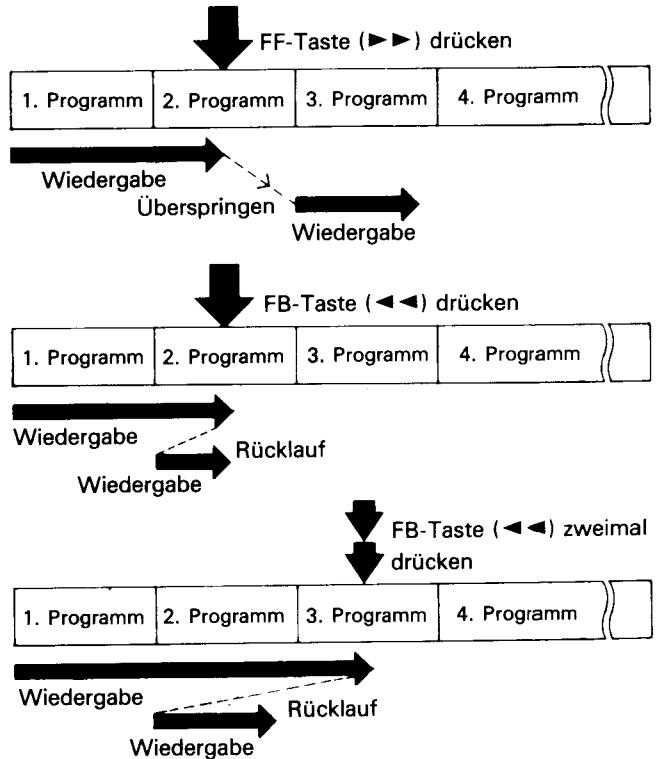 FF-Taste (►►) drücken
1. Programm 2. Programm 3. Programm 4. Programm
Wiedergabe
Überspringen
Wiedergabe
FB-Taste (◄◄) drücken
1. Programm 2. Programm 3. Programm 4. Programm
Wiedergabe
Rücklauf
Wiedergabe
FB-Taste (◄◄) zweimal
drücken
1. Programm 2. Programm 3. Programm 4. Programm
Wiedergabe
Rücklauf
Wiedergabe